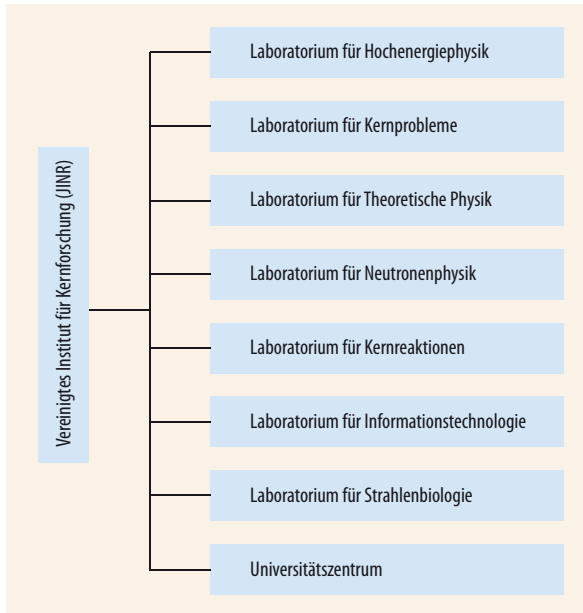 Vereinigtes Institut für Kernforschung (JINR)
Laboratorium für Hochenergiephysik
Laboratorium für Kernprobleme
Laboratorium für Theoretische Physik
Laboratorium für Neutronenphysik
Laboratorium für Kernreaktionen
Laboratorium für Informationstechnologie
Laboratorium für Strahlenbiologie
Universitätszentrum